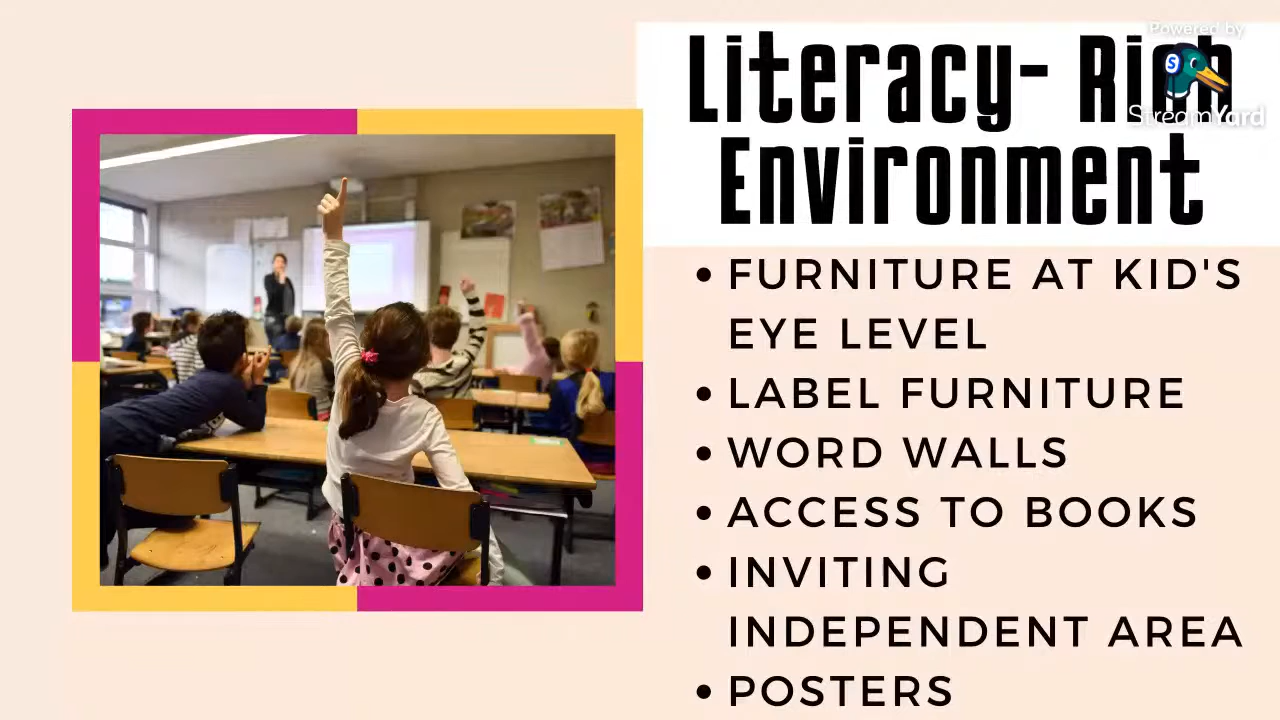 Powered by
StreamYard
Literacy- Rich
Environment
• FURNITURE AT KID'S
EYE LEVEL
• LABEL FURNITURE
• WORD WALLS
• ACCESS TO BOOKS
• INVITING
INDEPENDENT AREA
• POSTERS